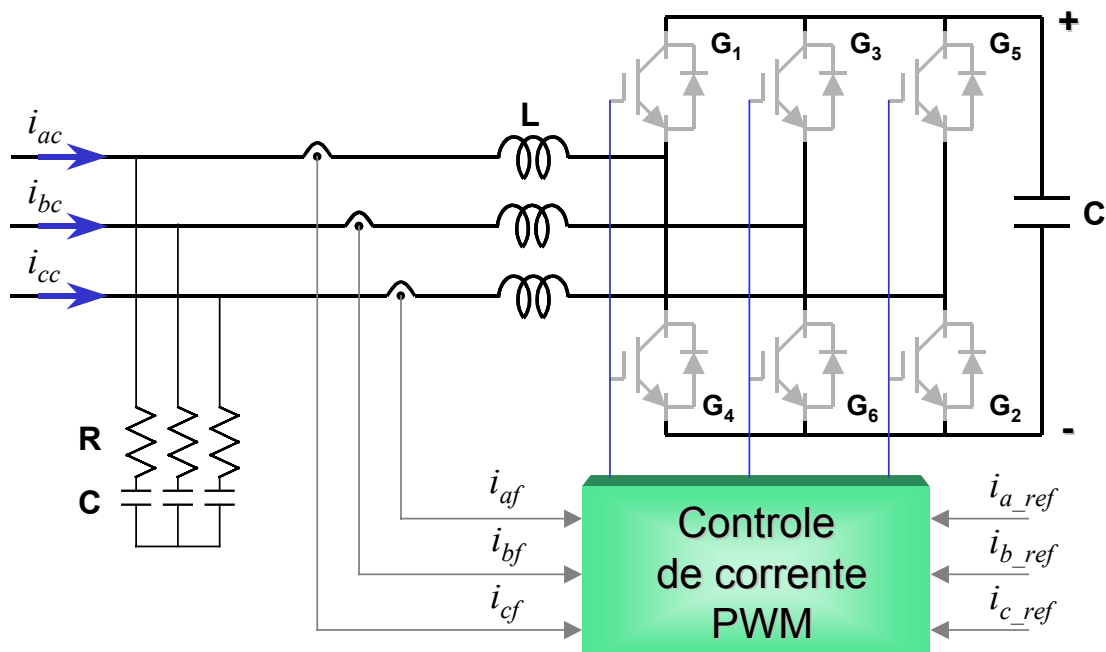 +
G1
G3
G5
L
i_ac
i_bc
i_cc
C
G4
G6
G2
-
R
C
i_af
i_bf
i_cf
Controle
de corrente
PWM
i_a_ref
i_b_ref
i_c_ref